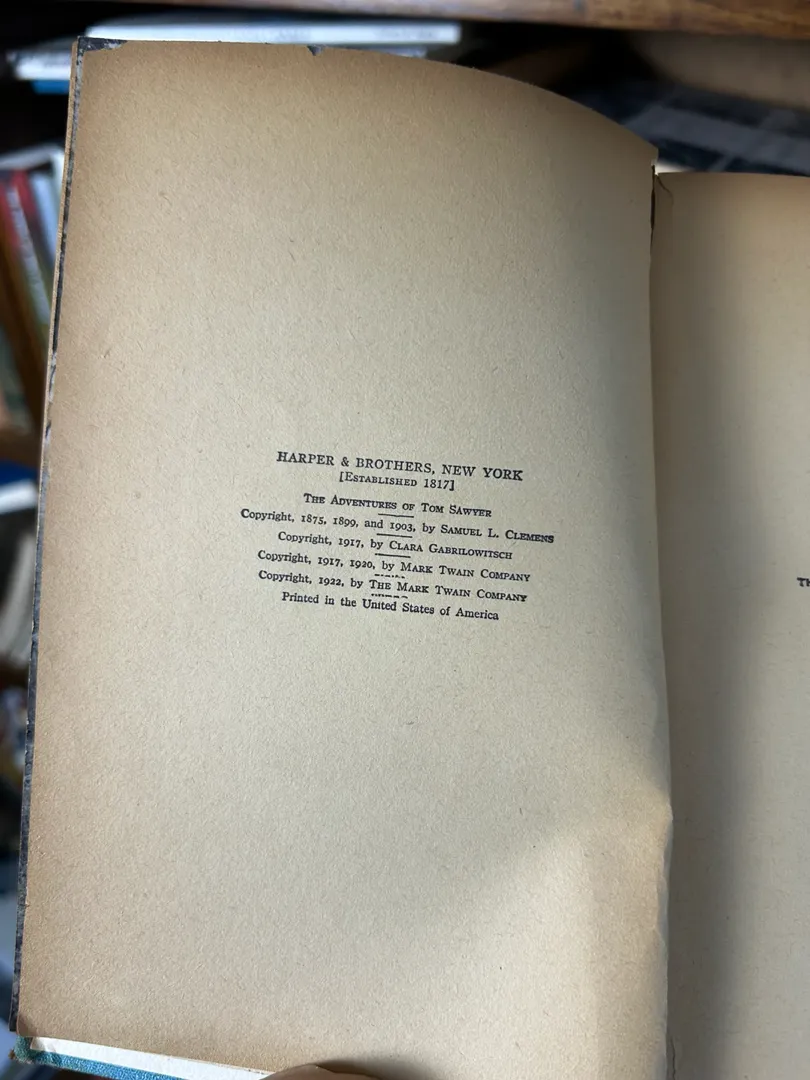 HARPER & BROTHERS, NEW YORK
[ESTABLISHED 1817]
THE ADVENTURES OF TOM SAWYER
Copyright, 1875, 1899, and 1903, by SAMUEL L. CLEMENS
Copyright, 1917, by CLARA GABRILOWITSCH
Copyright, 1917, 1920, by MARK TWAIN COMPANY
Copyright, 1922, by THE MARK TWAIN COMPANY
Printed in the United States of America